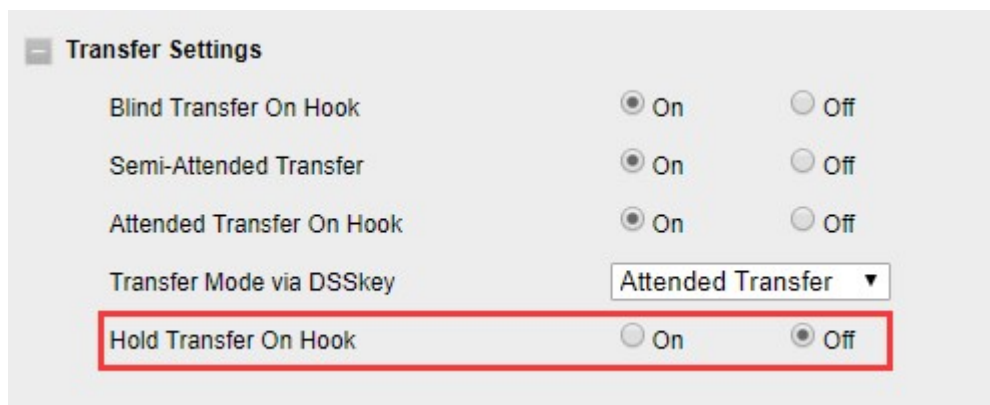 Transfer Settings
Blind Transfer On Hook On Off
Semi-Attended Transfer On Off
Attended Transfer On Hook On Off
Transfer Mode via DSSkey Attended Transfer
Hold Transfer On Hook On Off